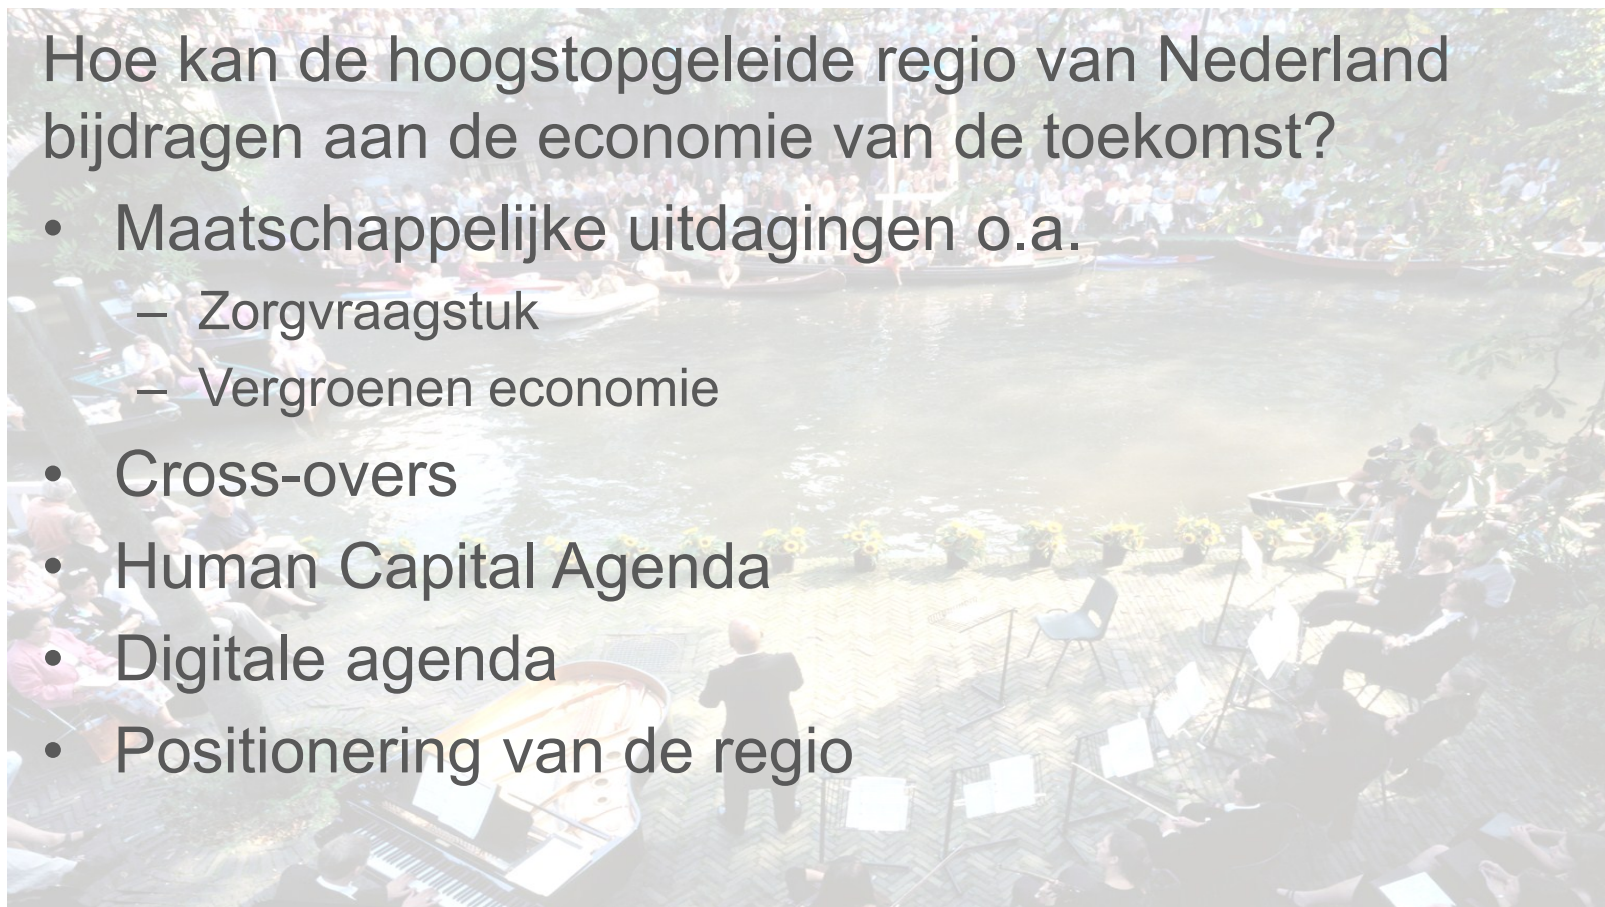 Hoe kan de hoogstopgeleide regio van Nederland
bijdragen aan de economie van de toekomst?
• Maatschappelijke uitdagingen o.a.
– Zorgvraagstuk
– Vergroenen economie
• Cross-overs
• Human Capital Agenda
• Digitale agenda
• Positionering van de regio